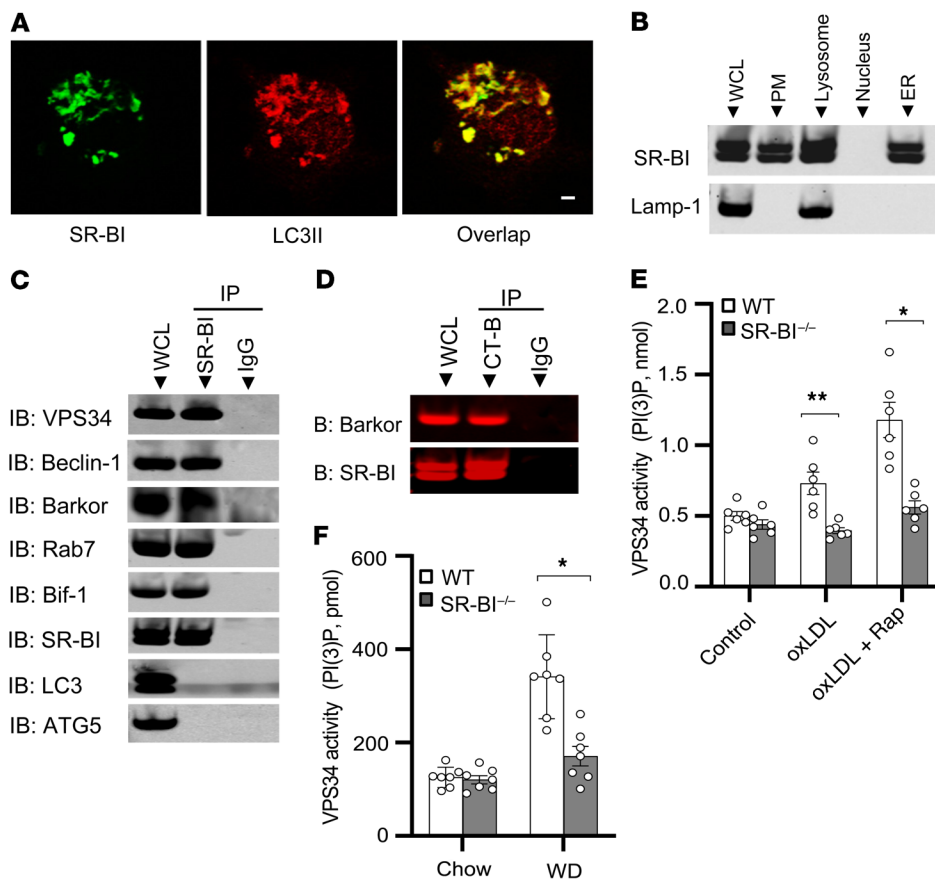 A
SR-BI
LC3II
Overlap
B
WCL
PM
Lysosome
Nucleus
ER
SR-BI
Lamp-1
C
IP
WCL
SR-BI
IgG
IB: VPS34
IB: Beclin-1
IB: Barkor
IB: Rab7
IB: Bif-1
IB: SR-BI
IB: LC3
IB: ATG5
D
IP
WCL
CT-B
IgG
B: Barkor
B: SR-BI
E
VPS34 activity (PI(3)P, nmol)
2.0
1.5
1.0
0.5
0.0
WT
SR-BI⁻/⁻
**
*
Control
oxLDL
oxLDL + Rap
F
VPS34 activity (PI(3)P, pmol)
600
400
200
0
WT
SR-BI⁻/⁻
*
Chow
WD